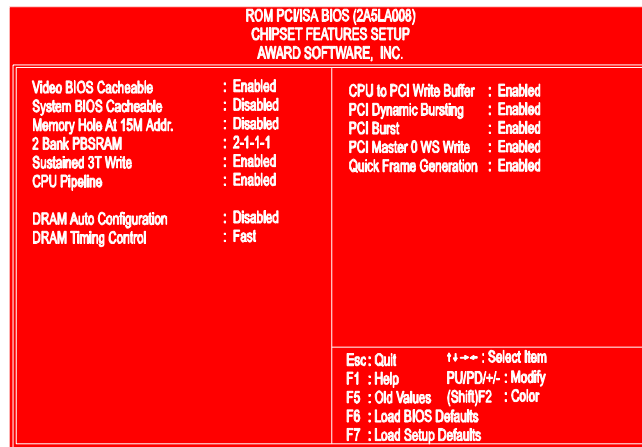 ROM PCI/ISA BIOS (2A5LA008)
CHIPSET FEATURES SETUP
AWARD SOFTWARE, INC.
Video BIOS Cacheable : Enabled
System BIOS Cacheable : Disabled
Memory Hole At 15M Addr. : Disabled
2 Bank PBSRAM : 2-1-1-1
Sustained 3T Write : Enabled
CPU Pipeline : Enabled
DRAM Auto Configuration : Disabled
DRAM Timing Control : Fast
CPU to PCI Write Buffer : Enabled
PCI Dynamic Bursting : Enabled
PCI Burst : Enabled
PCI Master 0 WS Write : Enabled
Quick Frame Generation : Enabled
Esc : Quit ↑↓→← : Select Item
F1 : Help PU/PD/+/- : Modify
F5 : Old Values (Shift)F2 : Color
F6 : Load BIOS Defaults
F7 : Load Setup Defaults